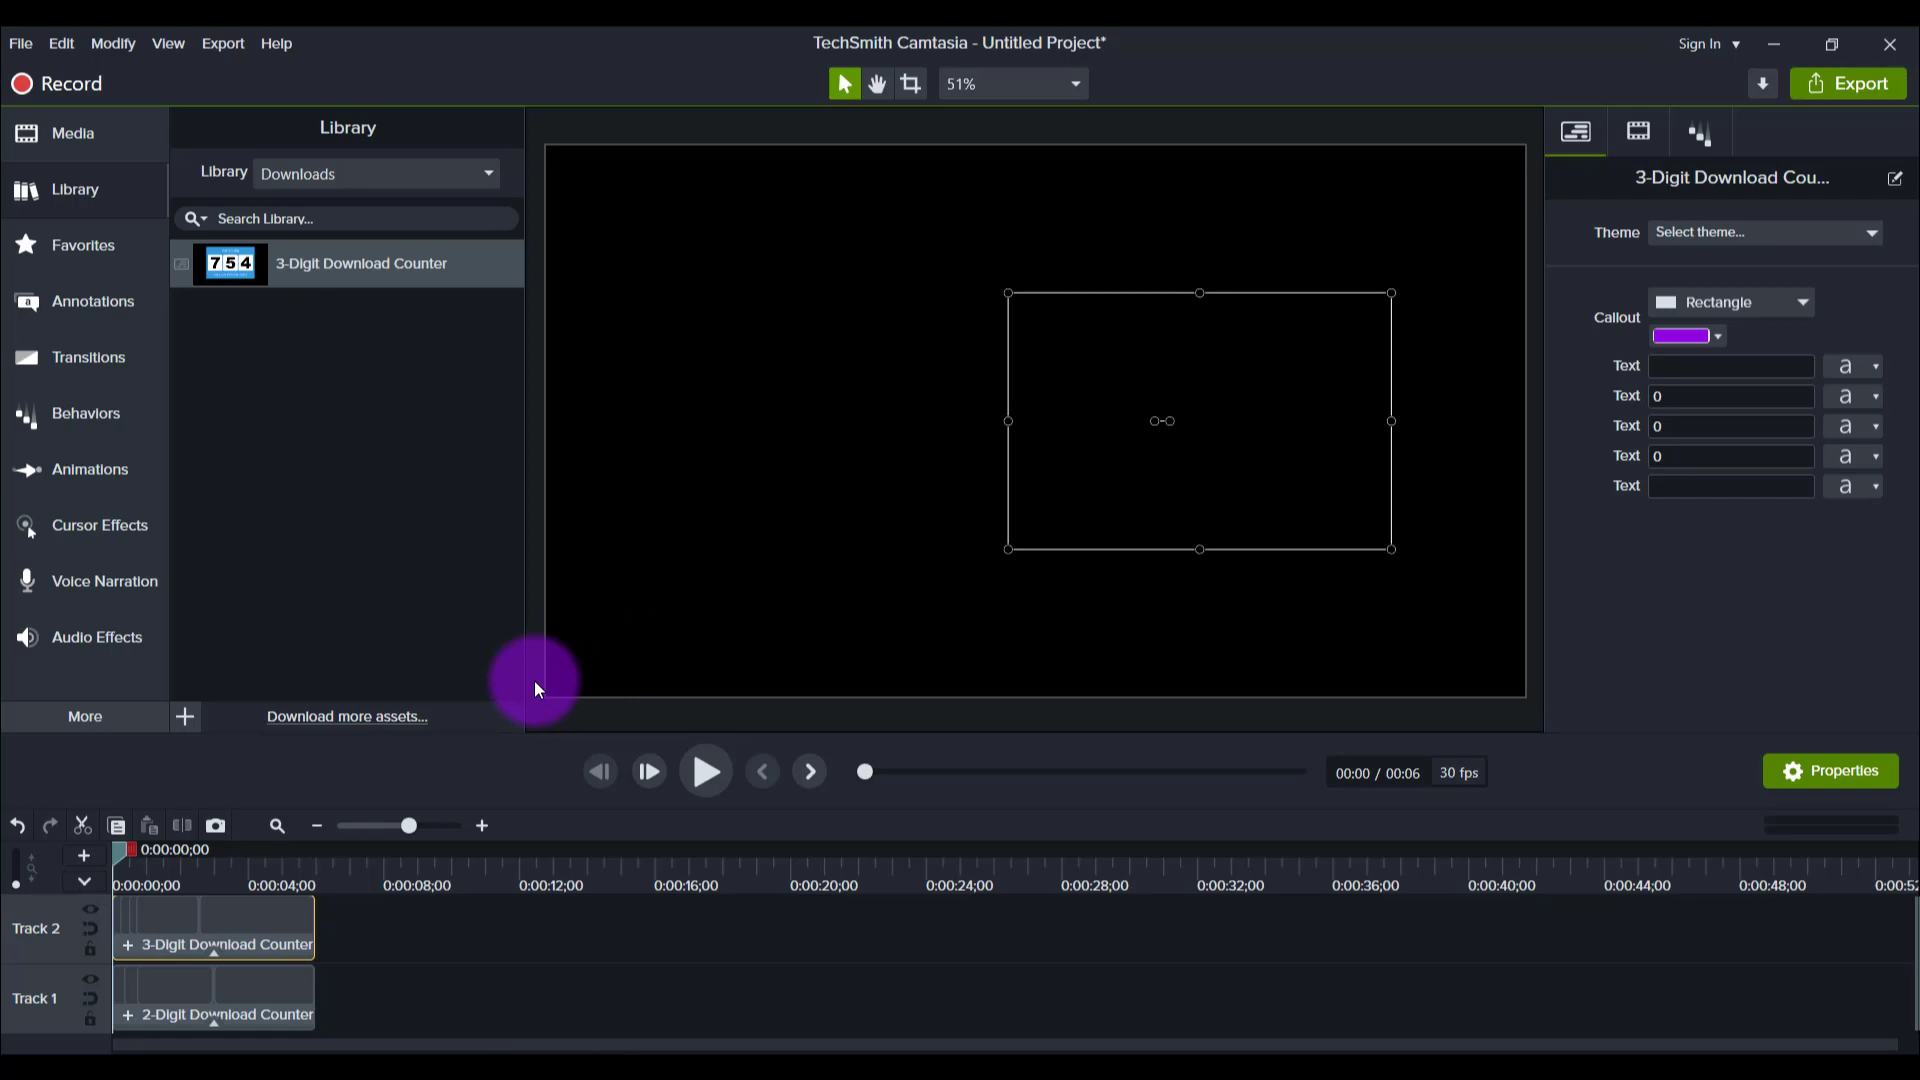 File Edit Modify View Export Help
TechSmith Camtasia - Untitled Project*
Sign In
Record
51%
Export
Media
Library
Favorites
Annotations
Transitions
Behaviors
Animations
Cursor Effects
Voice Narration
Audio Effects
More
Library
Library Downloads
Search Library...
754
3-Digit Download Counter
Download more assets...
3-Digit Download Cou...
Theme Select theme...
Callout Rectangle
Text a
Text 0 a
Text 0 a
Text 0 a
Text a
00:00 / 00:06 30 fps
Properties
0:00:00;00
0:00:00;00 0:00:04;00 0:00:08;00 0:00:12;00 0:00:16;00 0:00:20;00 0:00:24;00 0:00:28;00 0:00:32;00 0:00:36;00 0:00:40;00 0:00:44;00 0:00:48;00 0:00:52
Track 2
+ 3-Digit Download Counter
Track 1
+ 2-Digit Download Counter